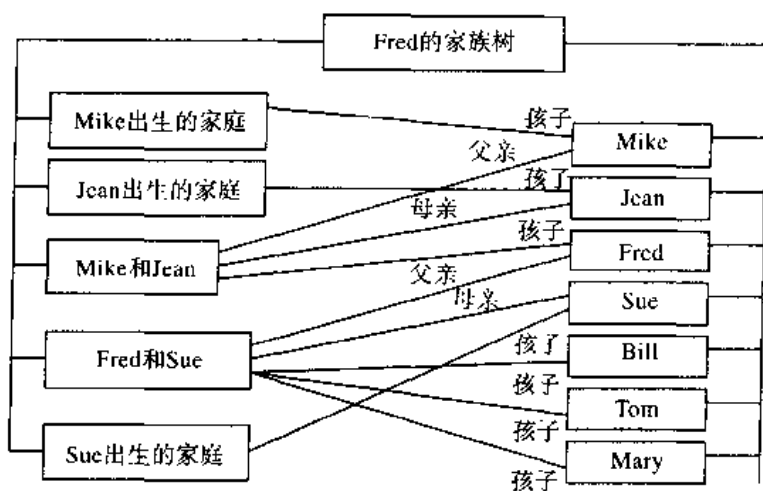 Fred的家族树
Mike出生的家庭
孩子
Mike
父亲
Jean出生的家庭
孩子
Jean
母亲
Mike和Jean
孩子
Fred
父亲
母亲
Sue
Fred和Sue
孩子
Bill
孩子
Tom
孩子
Sue出生的家庭
Mary
孩子